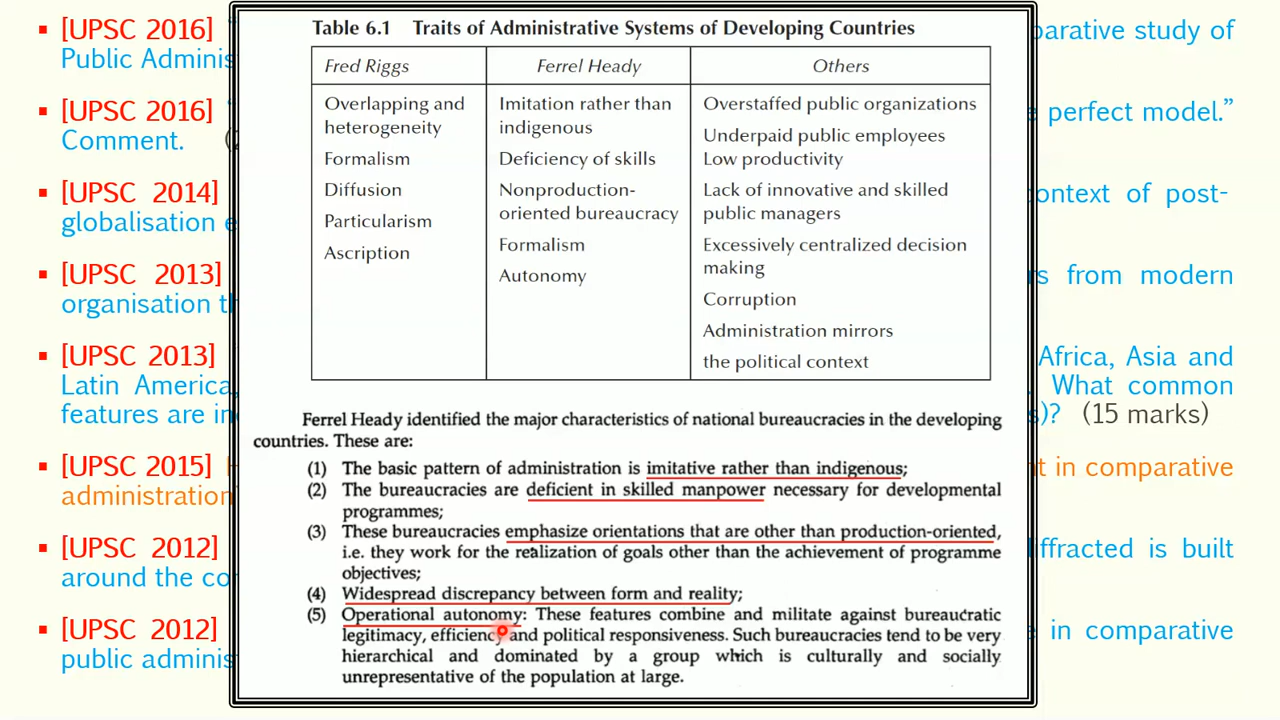 Table 6.1 Traits of Administrative Systems of Developing Countries
Fred Riggs Ferrel Heady Others
Overlapping and heterogeneity
Formalism
Diffusion
Particularism
Ascription
Imitation rather than indigenous
Deficiency of skills
Nonproduction-oriented bureaucracy
Formalism
Autonomy
Overstaffed public organizations
Underpaid public employees
Low productivity
Lack of innovative and skilled public managers
Excessively centralized decision making
Corruption
Administration mirrors
the political context
Ferrel Heady identified the major characteristics of national bureaucracies in the developing
countries. These are:
(1) The basic pattern of administration is imitative rather than indigenous;
(2) The bureaucracies are deficient in skilled manpower necessary for developmental
programmes;
(3) These bureaucracies emphasize orientations that are other than production-oriented,
i.e. they work for the realization of goals other than the achievement of programme
objectives;
(4) Widespread discrepancy between form and reality;
(5) Operational autonomy: These features combine and militate against bureaucratic
legitimacy, efficiency and political responsiveness. Such bureaucracies tend to be very
hierarchical and dominated by a group which is culturally and socially
unrepresentative of the population at large.
▪ [UPSC 2016] parative study of
Public Adminis
▪ [UPSC 2016] perfect model.”
Comment.
▪ [UPSC 2014] context of post-
globalisation
▪ [UPSC 2013] from modern
organisation
▪ [UPSC 2013] Africa, Asia and
Latin America, What common
features are (15 marks)
▪ [UPSC 2015] in comparative
administration
▪ [UPSC 2012] iffracted is built
around the
▪ [UPSC 2012] in comparative
public adminis